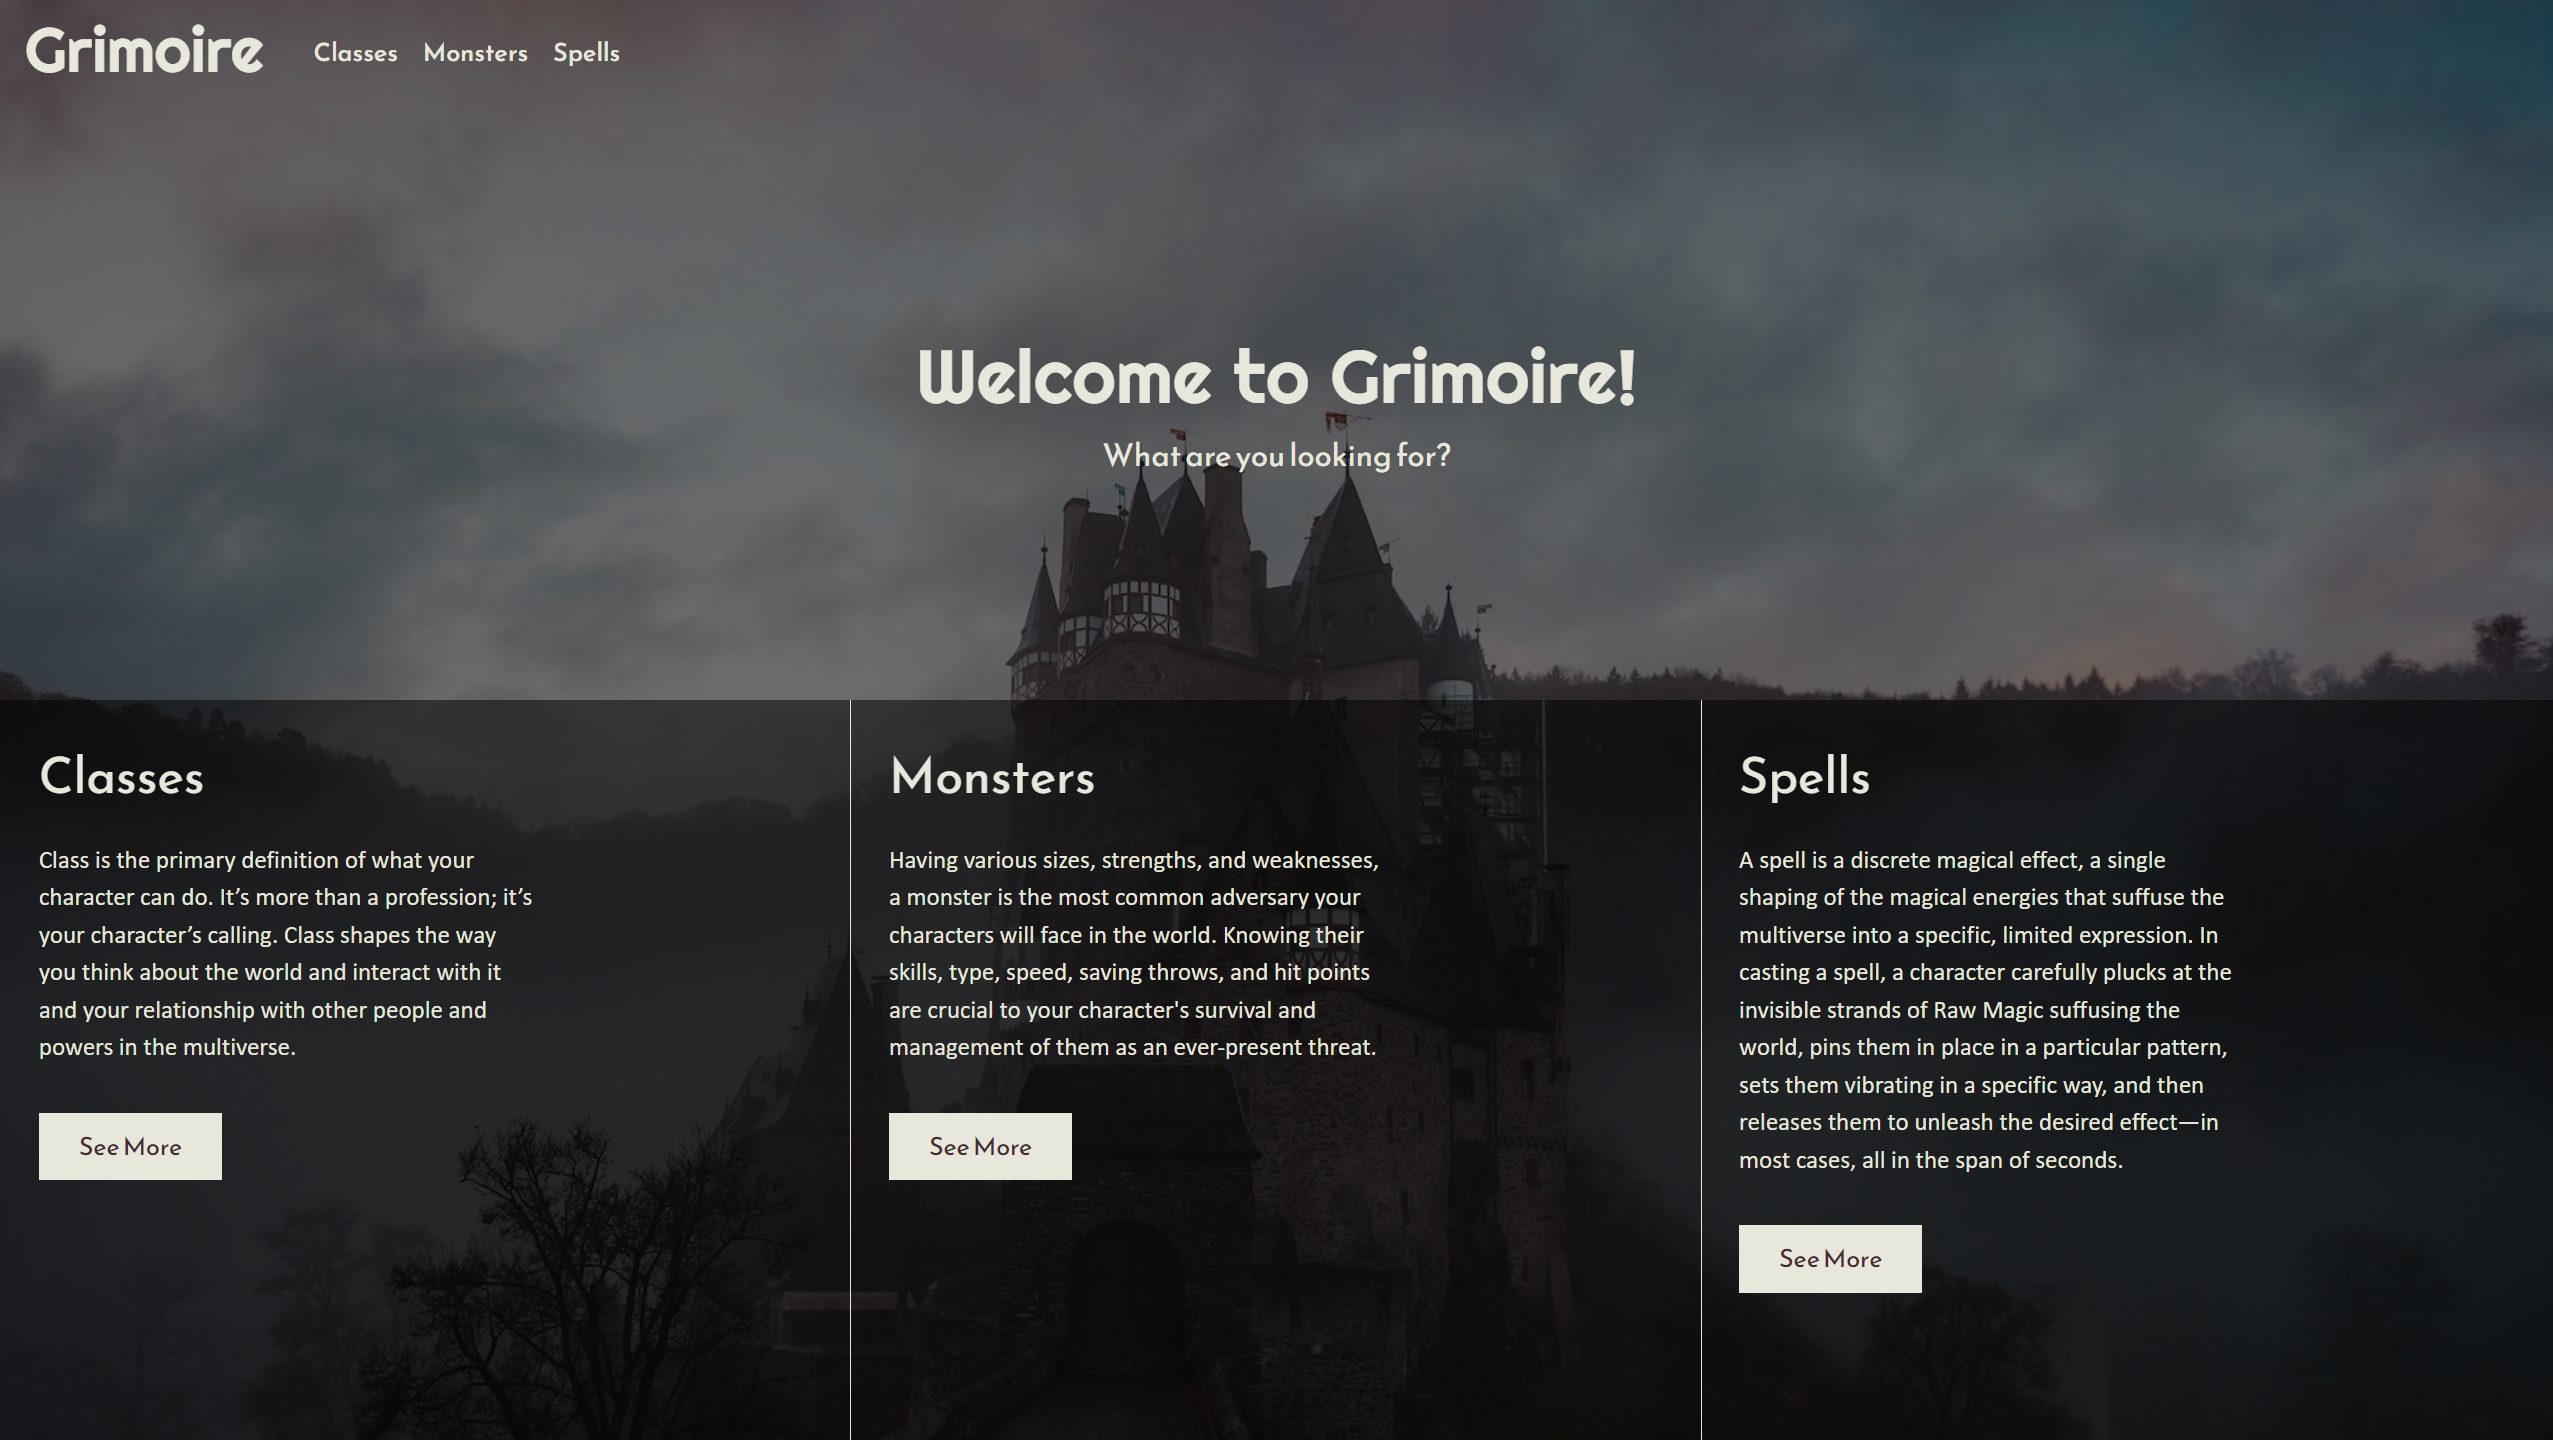 Grimoire
Classes
Monsters
Spells
Welcome to Grimoire!
What are you looking for?
Classes
Class is the primary definition of what your
character can do. It’s more than a profession; it’s
your character’s calling. Class shapes the way
you think about the world and interact with it
and your relationship with other people and
powers in the multiverse.
See More
Monsters
Having various sizes, strengths, and weaknesses,
a monster is the most common adversary your
characters will face in the world. Knowing their
skills, type, speed, saving throws, and hit points
are crucial to your character's survival and
management of them as an ever-present threat.
See More
Spells
A spell is a discrete magical effect, a single
shaping of the magical energies that suffuse the
multiverse into a specific, limited expression. In
casting a spell, a character carefully plucks at the
invisible strands of Raw Magic suffusing the
world, pins them in place in a particular pattern,
sets them vibrating in a specific way, and then
releases them to unleash the desired effect—in
most cases, all in the span of seconds.
See More